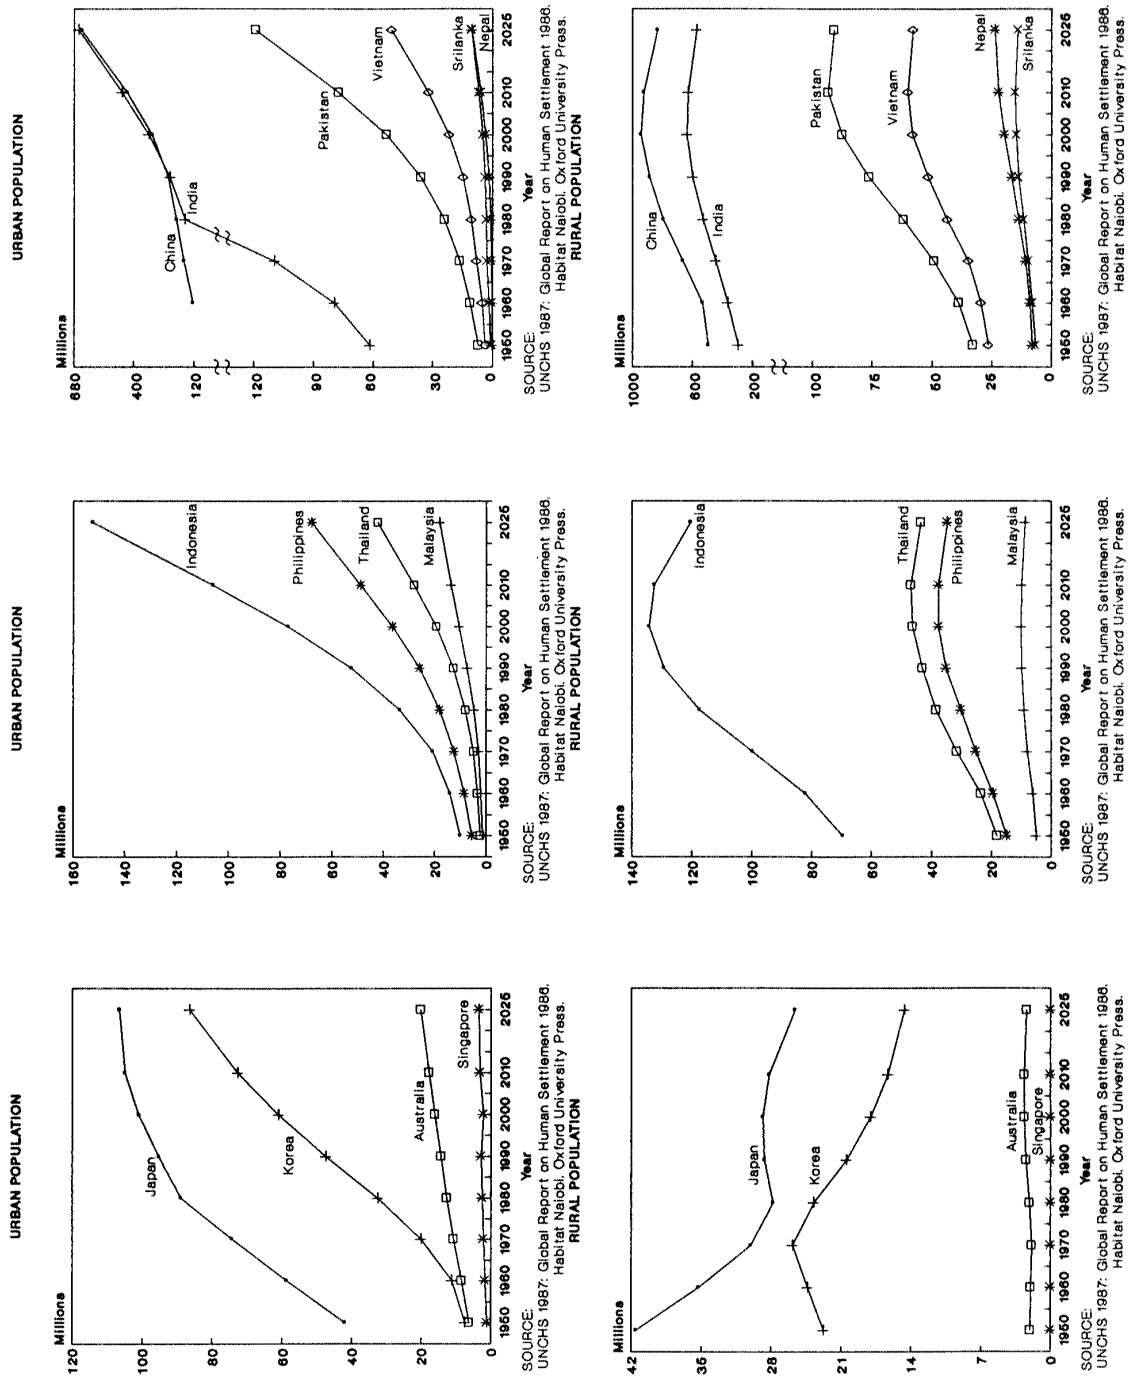 URBAN POPULATION
Millions
120
100
80
60
40
20
0
Japan
Korea
Australia
Singapore
1950 1960 1970 1980 1990 2000 2010 2025
Year
SOURCE:
UNCHS 1987: Global Report on Human Settlement 1986.
Habitat Naiobi. Oxford University Press.
URBAN POPULATION
Millions
160
140
120
100
80
60
40
20
0
Indonesia
Philippines
Thailand
Malaysia
1950 1960 1970 1980 1990 2000 2010 2025
Year
SOURCE:
UNCHS 1987: Global Report on Human Settlement 1986.
Habitat Naiobi. Oxford University Press.
URBAN POPULATION
Millions
680
400
120
120
90
60
30
0
China
India
Pakistan
Vietnam
Srilanka
Nepal
1950 1960 1970 1980 1990 2000 2010 2025
Year
SOURCE:
UNCHS 1987: Global Report on Human Settlement 1986.
Habitat Naiobi. Oxford University Press.
RURAL POPULATION
Millions
42
36
28
21
14
7
0
Japan
Korea
Australia
Singapore
1950 1960 1970 1980 1990 2000 2010 2025
Year
SOURCE:
UNCHS 1987: Global Report on Human Settlement 1986.
Habitat Naiobi. Oxford University Press.
RURAL POPULATION
Millions
140
120
100
80
60
40
20
0
Indonesia
Thailand
Philippines
Malaysia
1950 1960 1970 1980 1990 2000 2010 2025
Year
SOURCE:
UNCHS 1987: Global Report on Human Settlement 1986.
Habitat Naiobi. Oxford University Press.
RURAL POPULATION
Millions
1000
600
200
100
75
50
25
0
China
India
Pakistan
Vietnam
Nepal
Srilanka
1950 1960 1970 1980 1990 2000 2010 2025
Year
SOURCE:
UNCHS 1987: Global Report on Human Settlement 1986.
Habitat Naiobi. Oxford University Press.